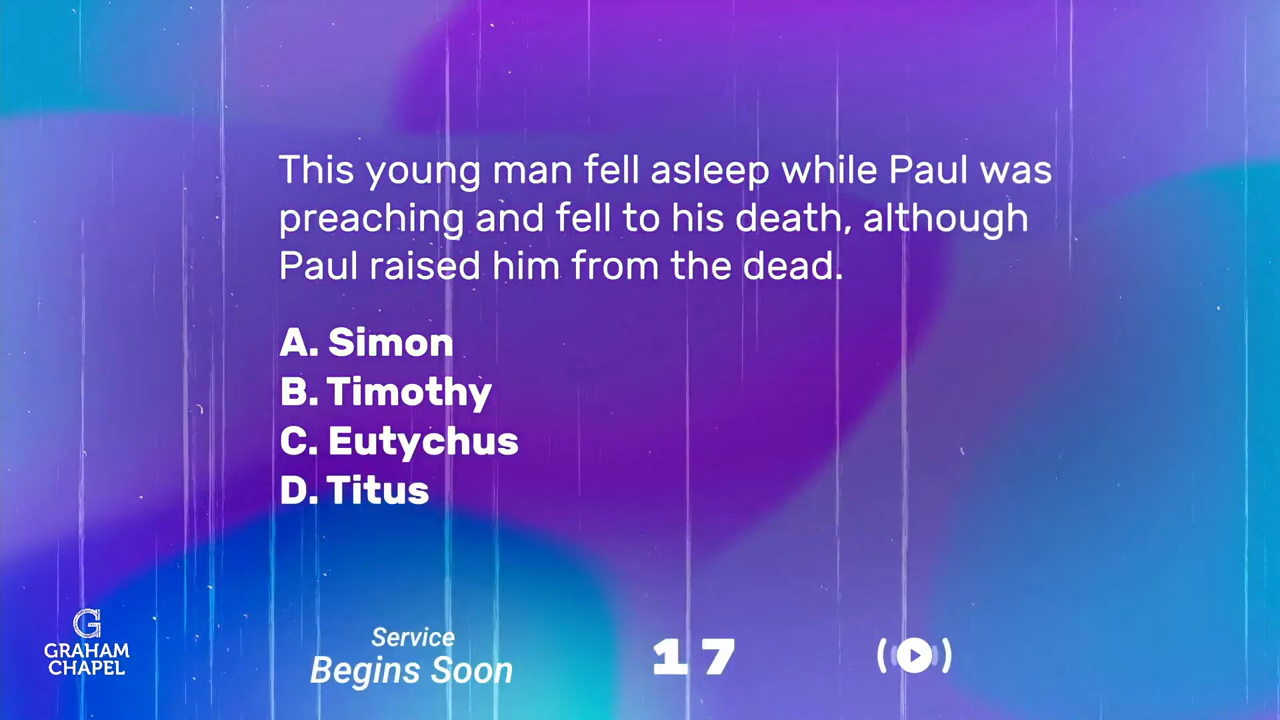 This young man fell asleep while Paul was
preaching and fell to his death, although
Paul raised him from the dead.
A. Simon
B. Timothy
C. Eutychus
D. Titus
G
GRAHAM
CHAPEL
Service
Begins Soon
17